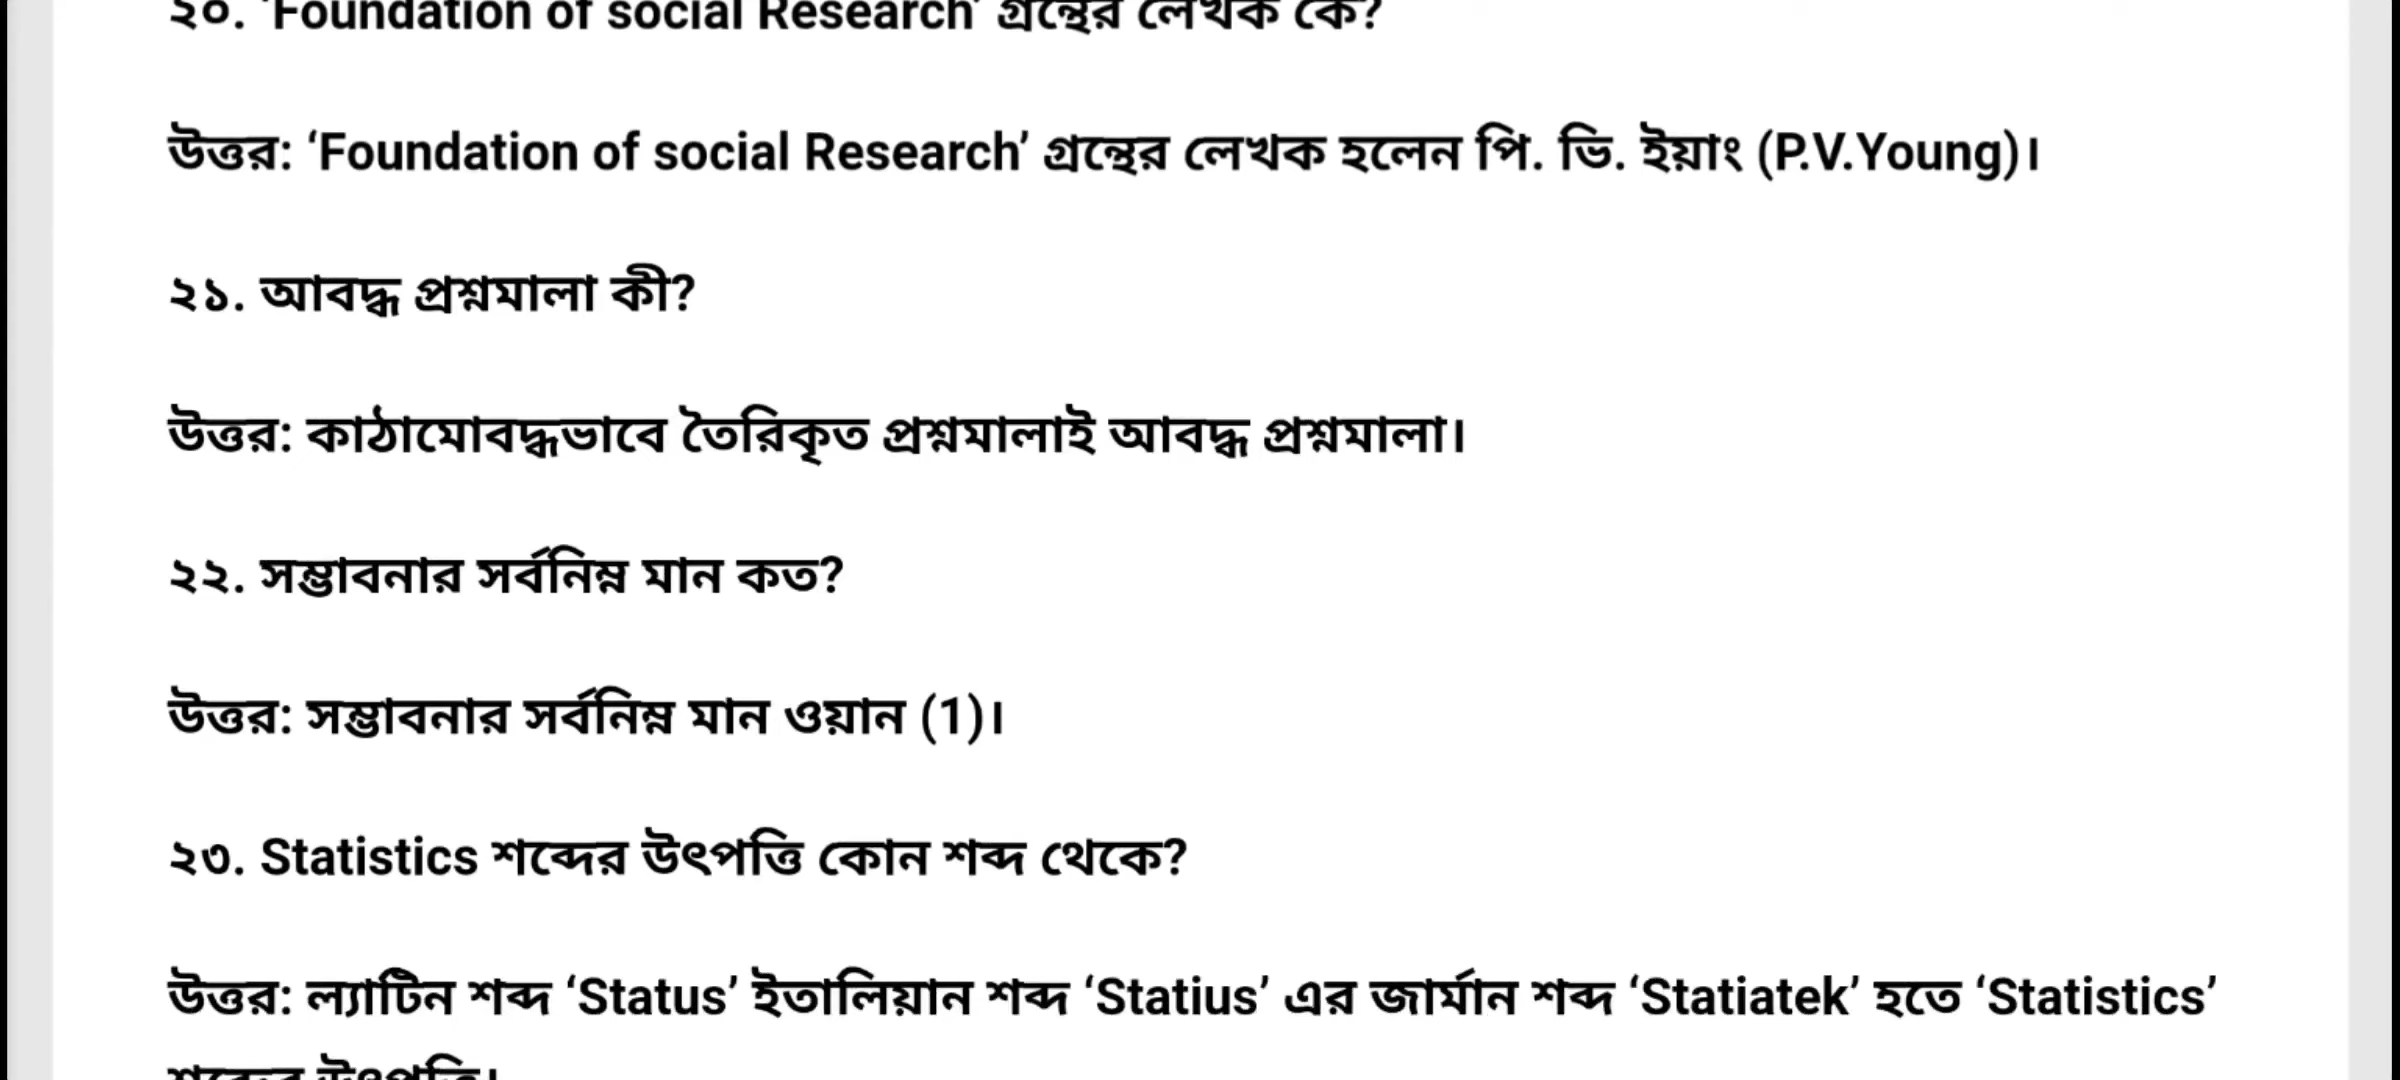 ২০. 'Foundation of social Research' গ্রন্থের লেখক কে?
উত্তর: ‘Foundation of social Research’ গ্রন্থের লেখক হলেন পি. ভি. ইয়াং (P.V.Young)।
২১. আবদ্ধ প্রশ্নমালা কী?
উত্তর: কাঠামোবদ্ধভাবে তৈরিকৃত প্রশ্নমালাই আবদ্ধ প্রশ্নমালা।
২২. সম্ভাবনার সর্বনিম্ন মান কত?
উত্তর: সম্ভাবনার সর্বনিম্ন মান ওয়ান (1)।
২৩. Statistics শব্দের উৎপত্তি কোন শব্দ থেকে?
উত্তর: ল্যাটিন শব্দ ‘Status’ ইতালিয়ান শব্দ ‘Statius’ এর জার্মান শব্দ ‘Statiatek’ হতে ‘Statistics’
শব্দের উৎপত্তি।